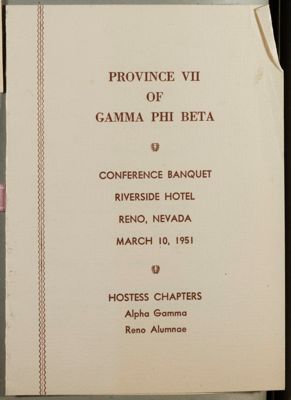 PROVINCE VII
OF
GAMMA PHI BETA
CONFERENCE BANQUET
RIVERSIDE HOTEL
RENO, NEVADA
MARCH 10, 1951
HOSTESS CHAPTERS
Alpha Gamma
Reno Alumnae